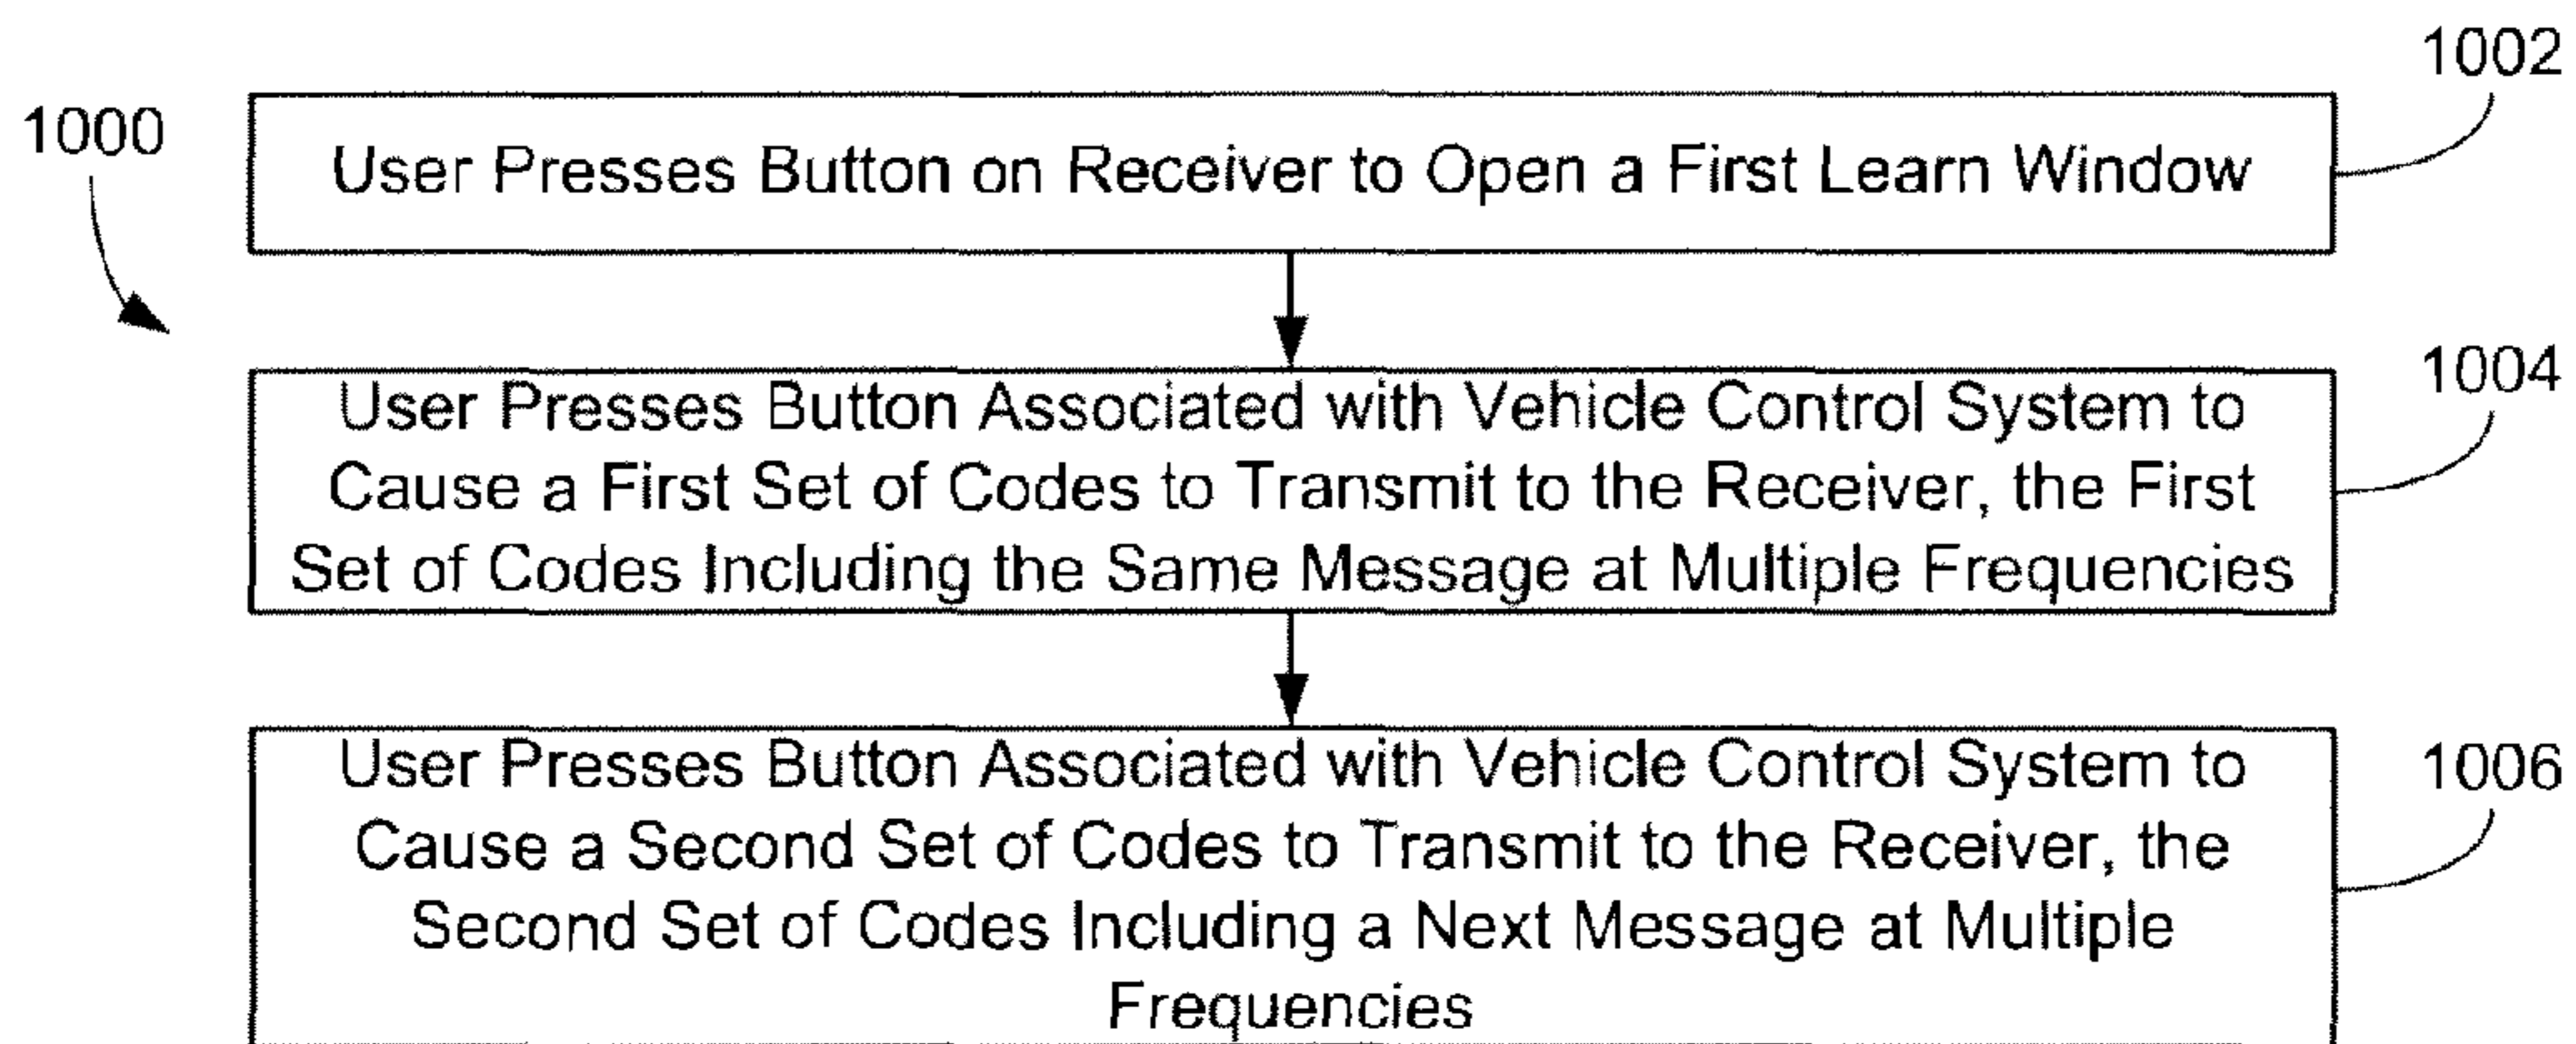 1002
1000
User Presses Button on Receiver to Open a First Learn Window
1004
User Presses Button Associated with Vehicle Control System to
Cause a First Set of Codes to Transmit to the Receiver, the First
Set of Codes Including the Same Message at Multiple Frequencies
1006
User Presses Button Associated with Vehicle Control System to
Cause a Second Set of Codes to Transmit to the Receiver, the
Second Set of Codes Including a Next Message at Multiple
Frequencies